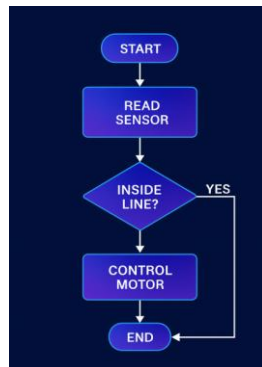 START
READ
SENSOR
INSIDE
LINE?
YES
CONTROL
MOTOR
END